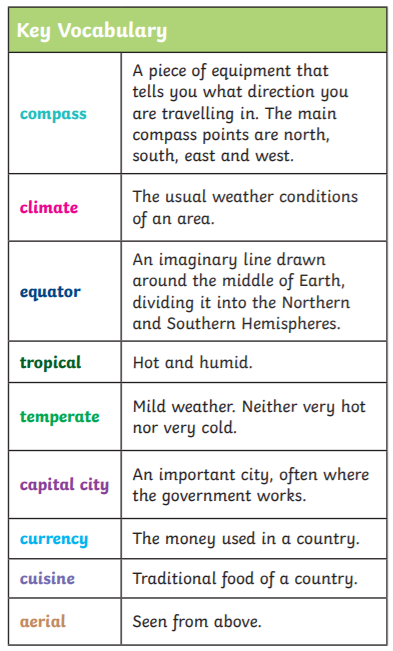 Key Vocabulary
compass
A piece of equipment that
tells you what direction you
are travelling in. The main
compass points are north,
south, east and west.
climate
The usual weather conditions
of an area.
equator
An imaginary line drawn
around the middle of Earth,
dividing it into the Northern
and Southern Hemispheres.
tropical
Hot and humid.
temperate
Mild weather. Neither very hot
nor very cold.
capital city
An important city, often where
the government works.
currency
The money used in a country.
cuisine
Traditional food of a country.
aerial
Seen from above.